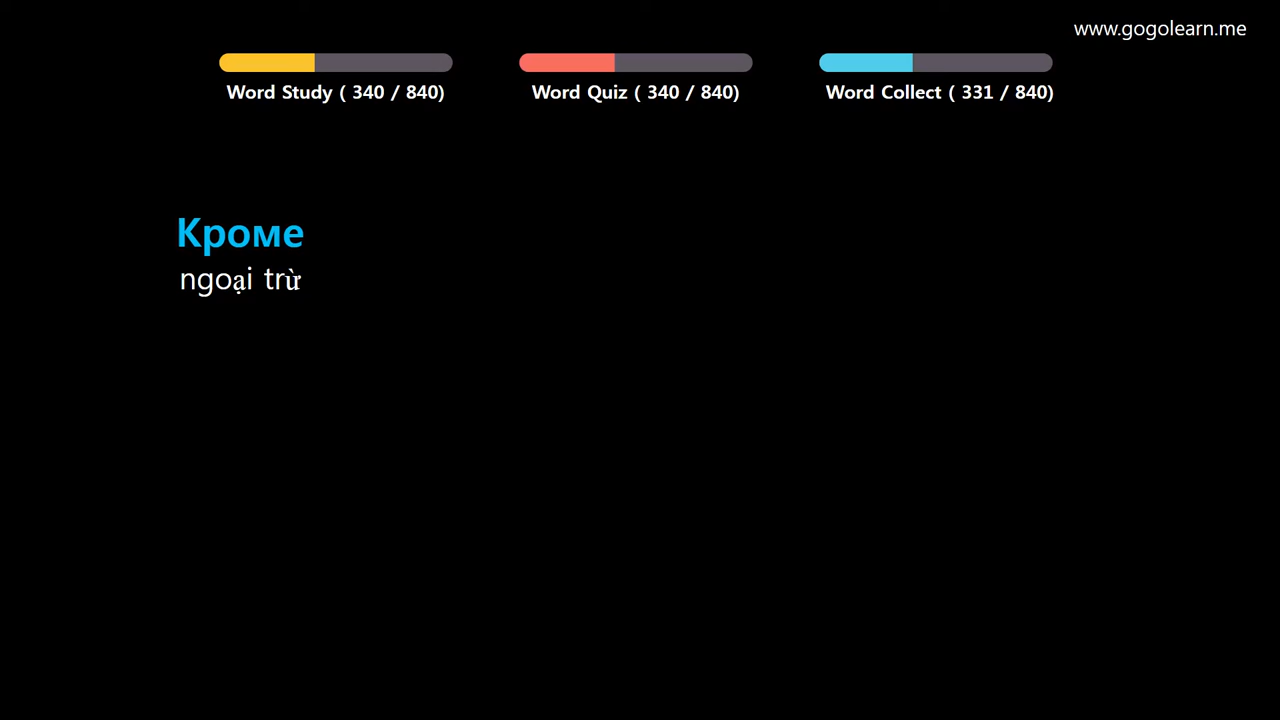 www.gogolearn.me
Word Study ( 340 / 840)
Word Quiz ( 340 / 840)
Word Collect ( 331 / 840)
Кроме
ngoại trừ